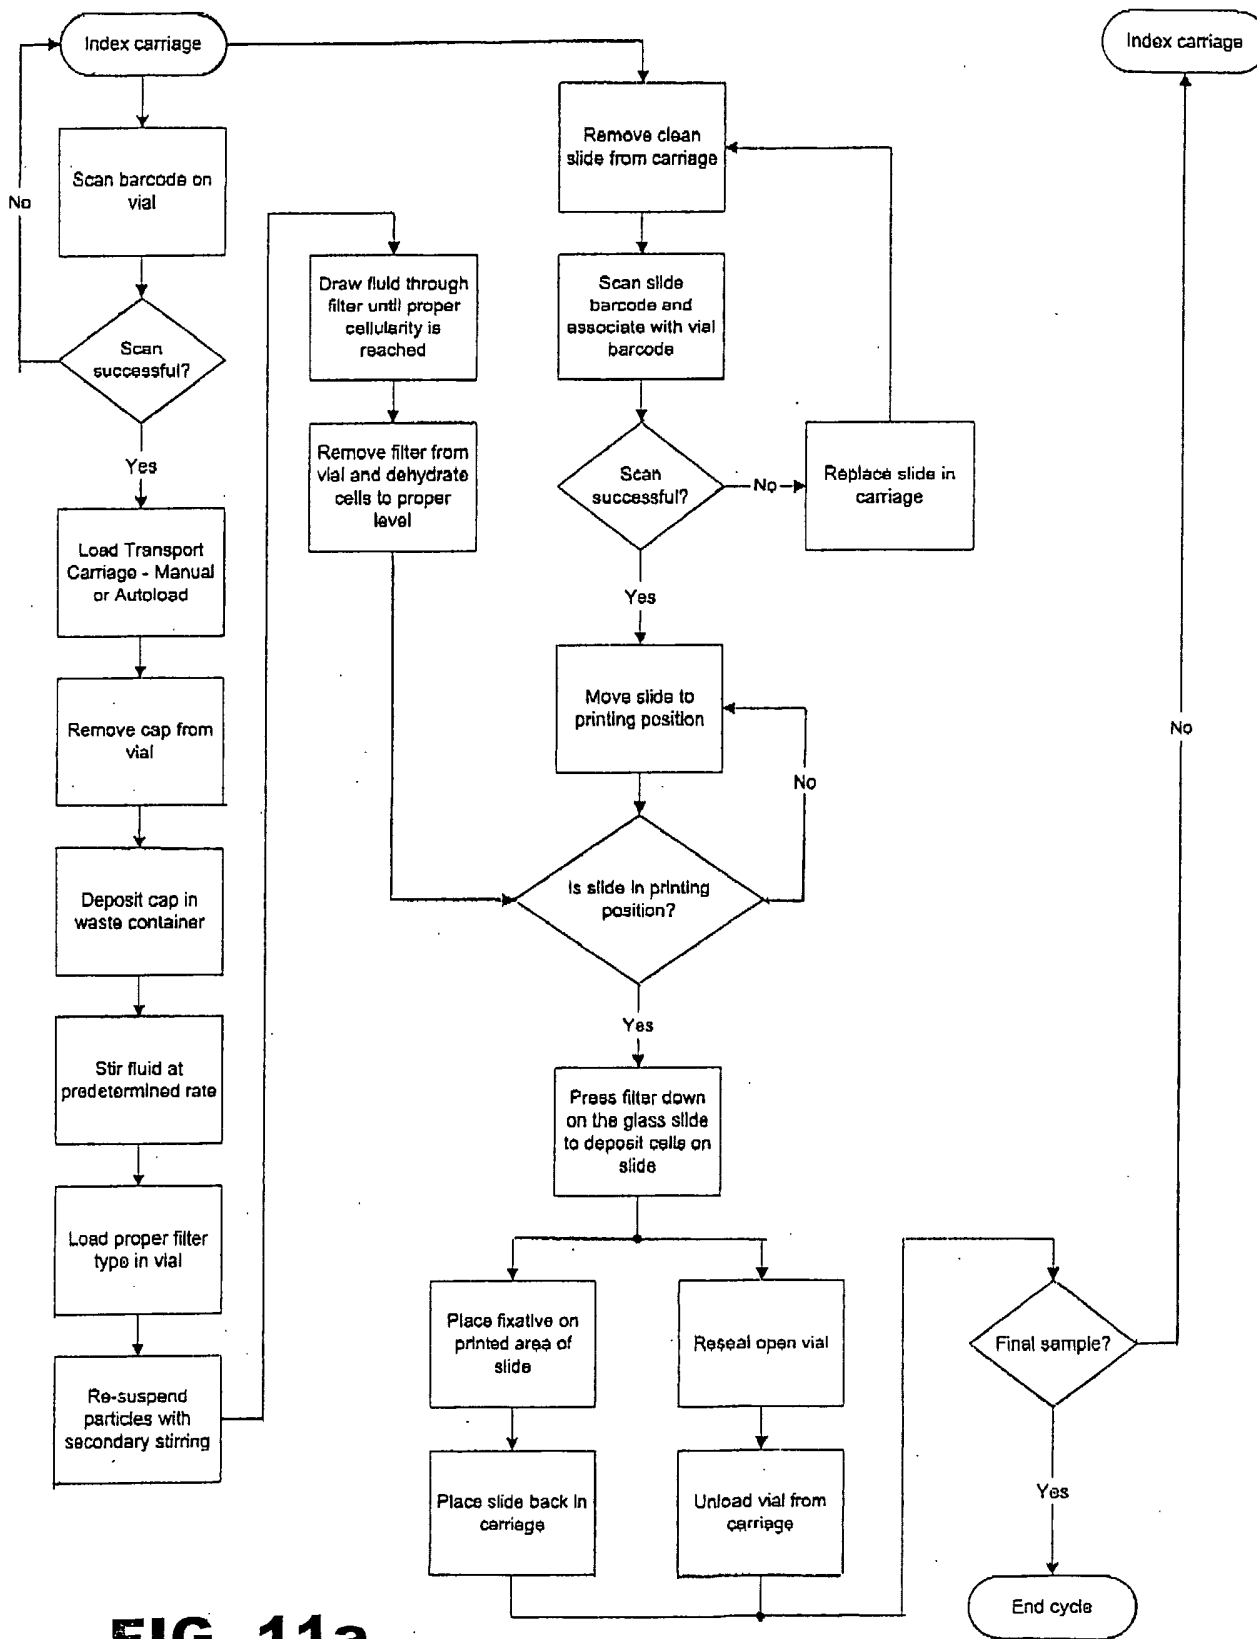 Index carriage
Index carriage
Scan barcode on
vial
No
Scan
successful?
Yes
Load Transport
Carriage - Manual
or Autoload
Remove cap from
vial
Deposit cap in
waste container
Stir fluid at
predetermined rate
Load proper filter
type in vial
Re-suspend
particles with
secondary stirring
Draw fluid through
filter until proper
cellularity is
reached
Remove filter from
vial and dehydrate
cells to proper
level
Remove clean
slide from carriage
Scan slide
barcode and
associate with vial
barcode
Scan
successful?
No
Replace slide in
carriage
Yes
Move slide to
printing position
No
Is slide in printing
position?
Yes
Press filter down
on the glass slide
to deposit cells on
slide
Place fixative on
printed area of
slide
Place slide back in
carriage
Reseal open vial
Unload vial from
carriage
Final sample?
No
Yes
End cycle
FIG. 11a